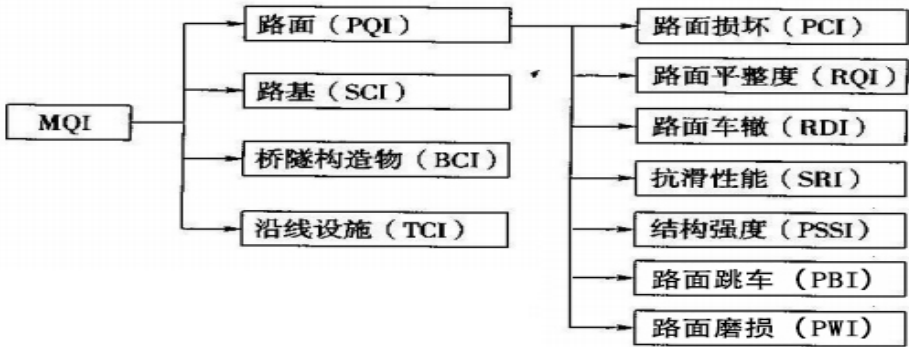 MQI
路面（PQI）
路基（SCI）
桥隧构造物（BCI）
沿线设施（TCI）
路面损坏（PCI）
路面平整度（RQI）
路面车辙（RDI）
抗滑性能（SRI）
结构强度（PSSI）
路面跳车（PBI）
路面磨损（PWI）